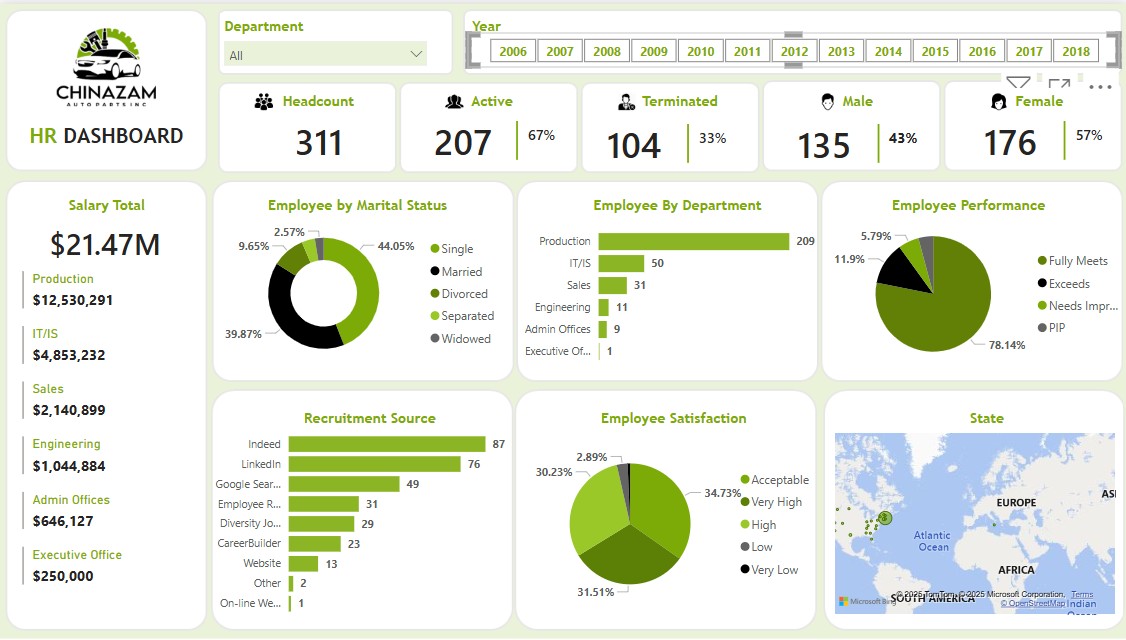 CHINAZAM
AUTOPARTS INC
HR DASHBOARD
Department
All
Year
2006 2007 2008 2009 2010 2011 2012 2013 2014 2015 2016 2017 2018
Headcount
311
Active
207 67%
Terminated
104 33%
Male
135 43%
Female
176 57%
Salary Total
$21.47M
Production
$12,530,291
IT/IS
$4,853,232
Sales
$2,140,899
Engineering
$1,044,884
Admin Offices
$646,127
Executive Office
$250,000
Employee by Marital Status
2.57%
9.65%
44.05%
39.87%
Single
Married
Divorced
Separated
Widowed
Employee By Department
Production 209
IT/IS 50
Sales 31
Engineering 11
Admin Offices 9
Executive Of... 1
Employee Performance
5.79%
11.9%
78.14%
Fully Meets
Exceeds
Needs Impr...
PIP
Recruitment Source
Indeed 87
LinkedIn 76
Google Sear... 49
Employee R... 31
Diversity Jo... 29
CareerBuilder 23
Website 13
Other 2
On-line We... 1
Employee Satisfaction
2.89%
30.23%
34.73%
31.51%
Acceptable
Very High
High
Low
Very Low
State
EUROPE
ASI
Atlantic
Ocean
AFRICA
SOUTH AMERICA
Microsoft Bing
© 2025 TomTom, © 2025 Microsoft Corporation, Terms
© OpenStreetMap
Indian
Ocean